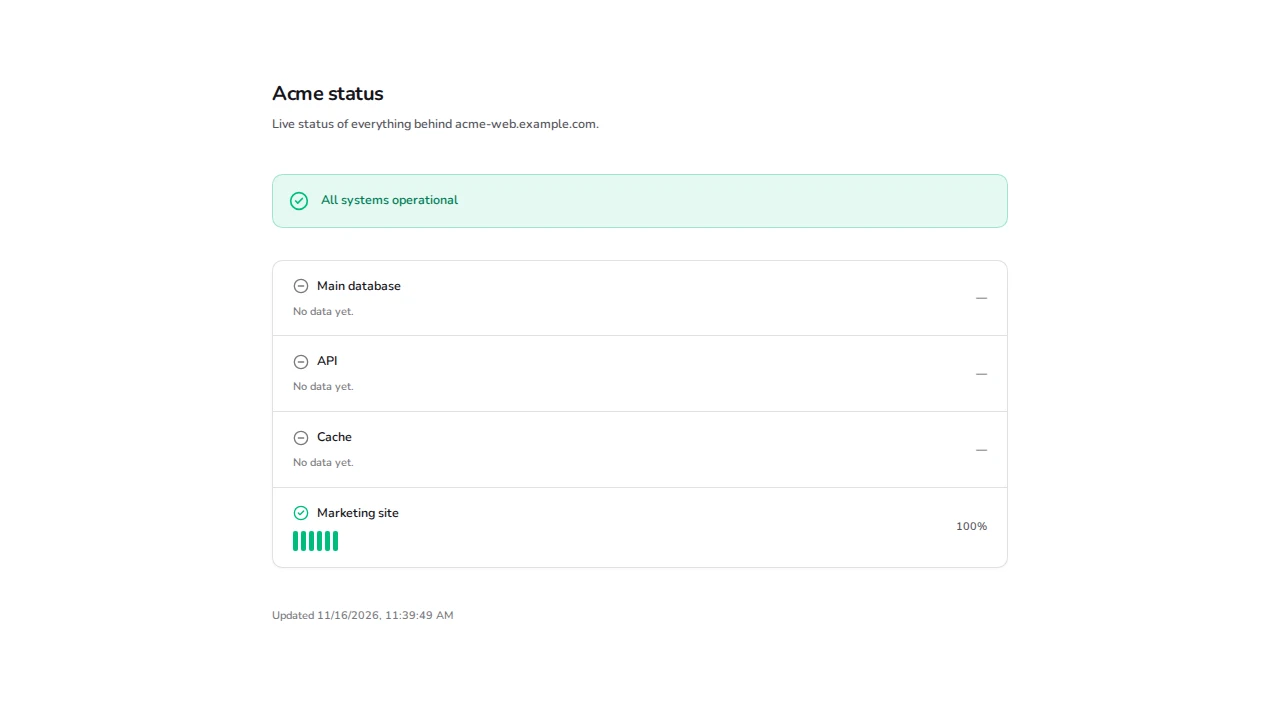 Acme status
Live status of everything behind acme-web.example.com.
All systems operational
Main database
No data yet.
—
API
No data yet.
—
Cache
No data yet.
—
Marketing site
100%
Updated 11/16/2026, 11:39:49 AM